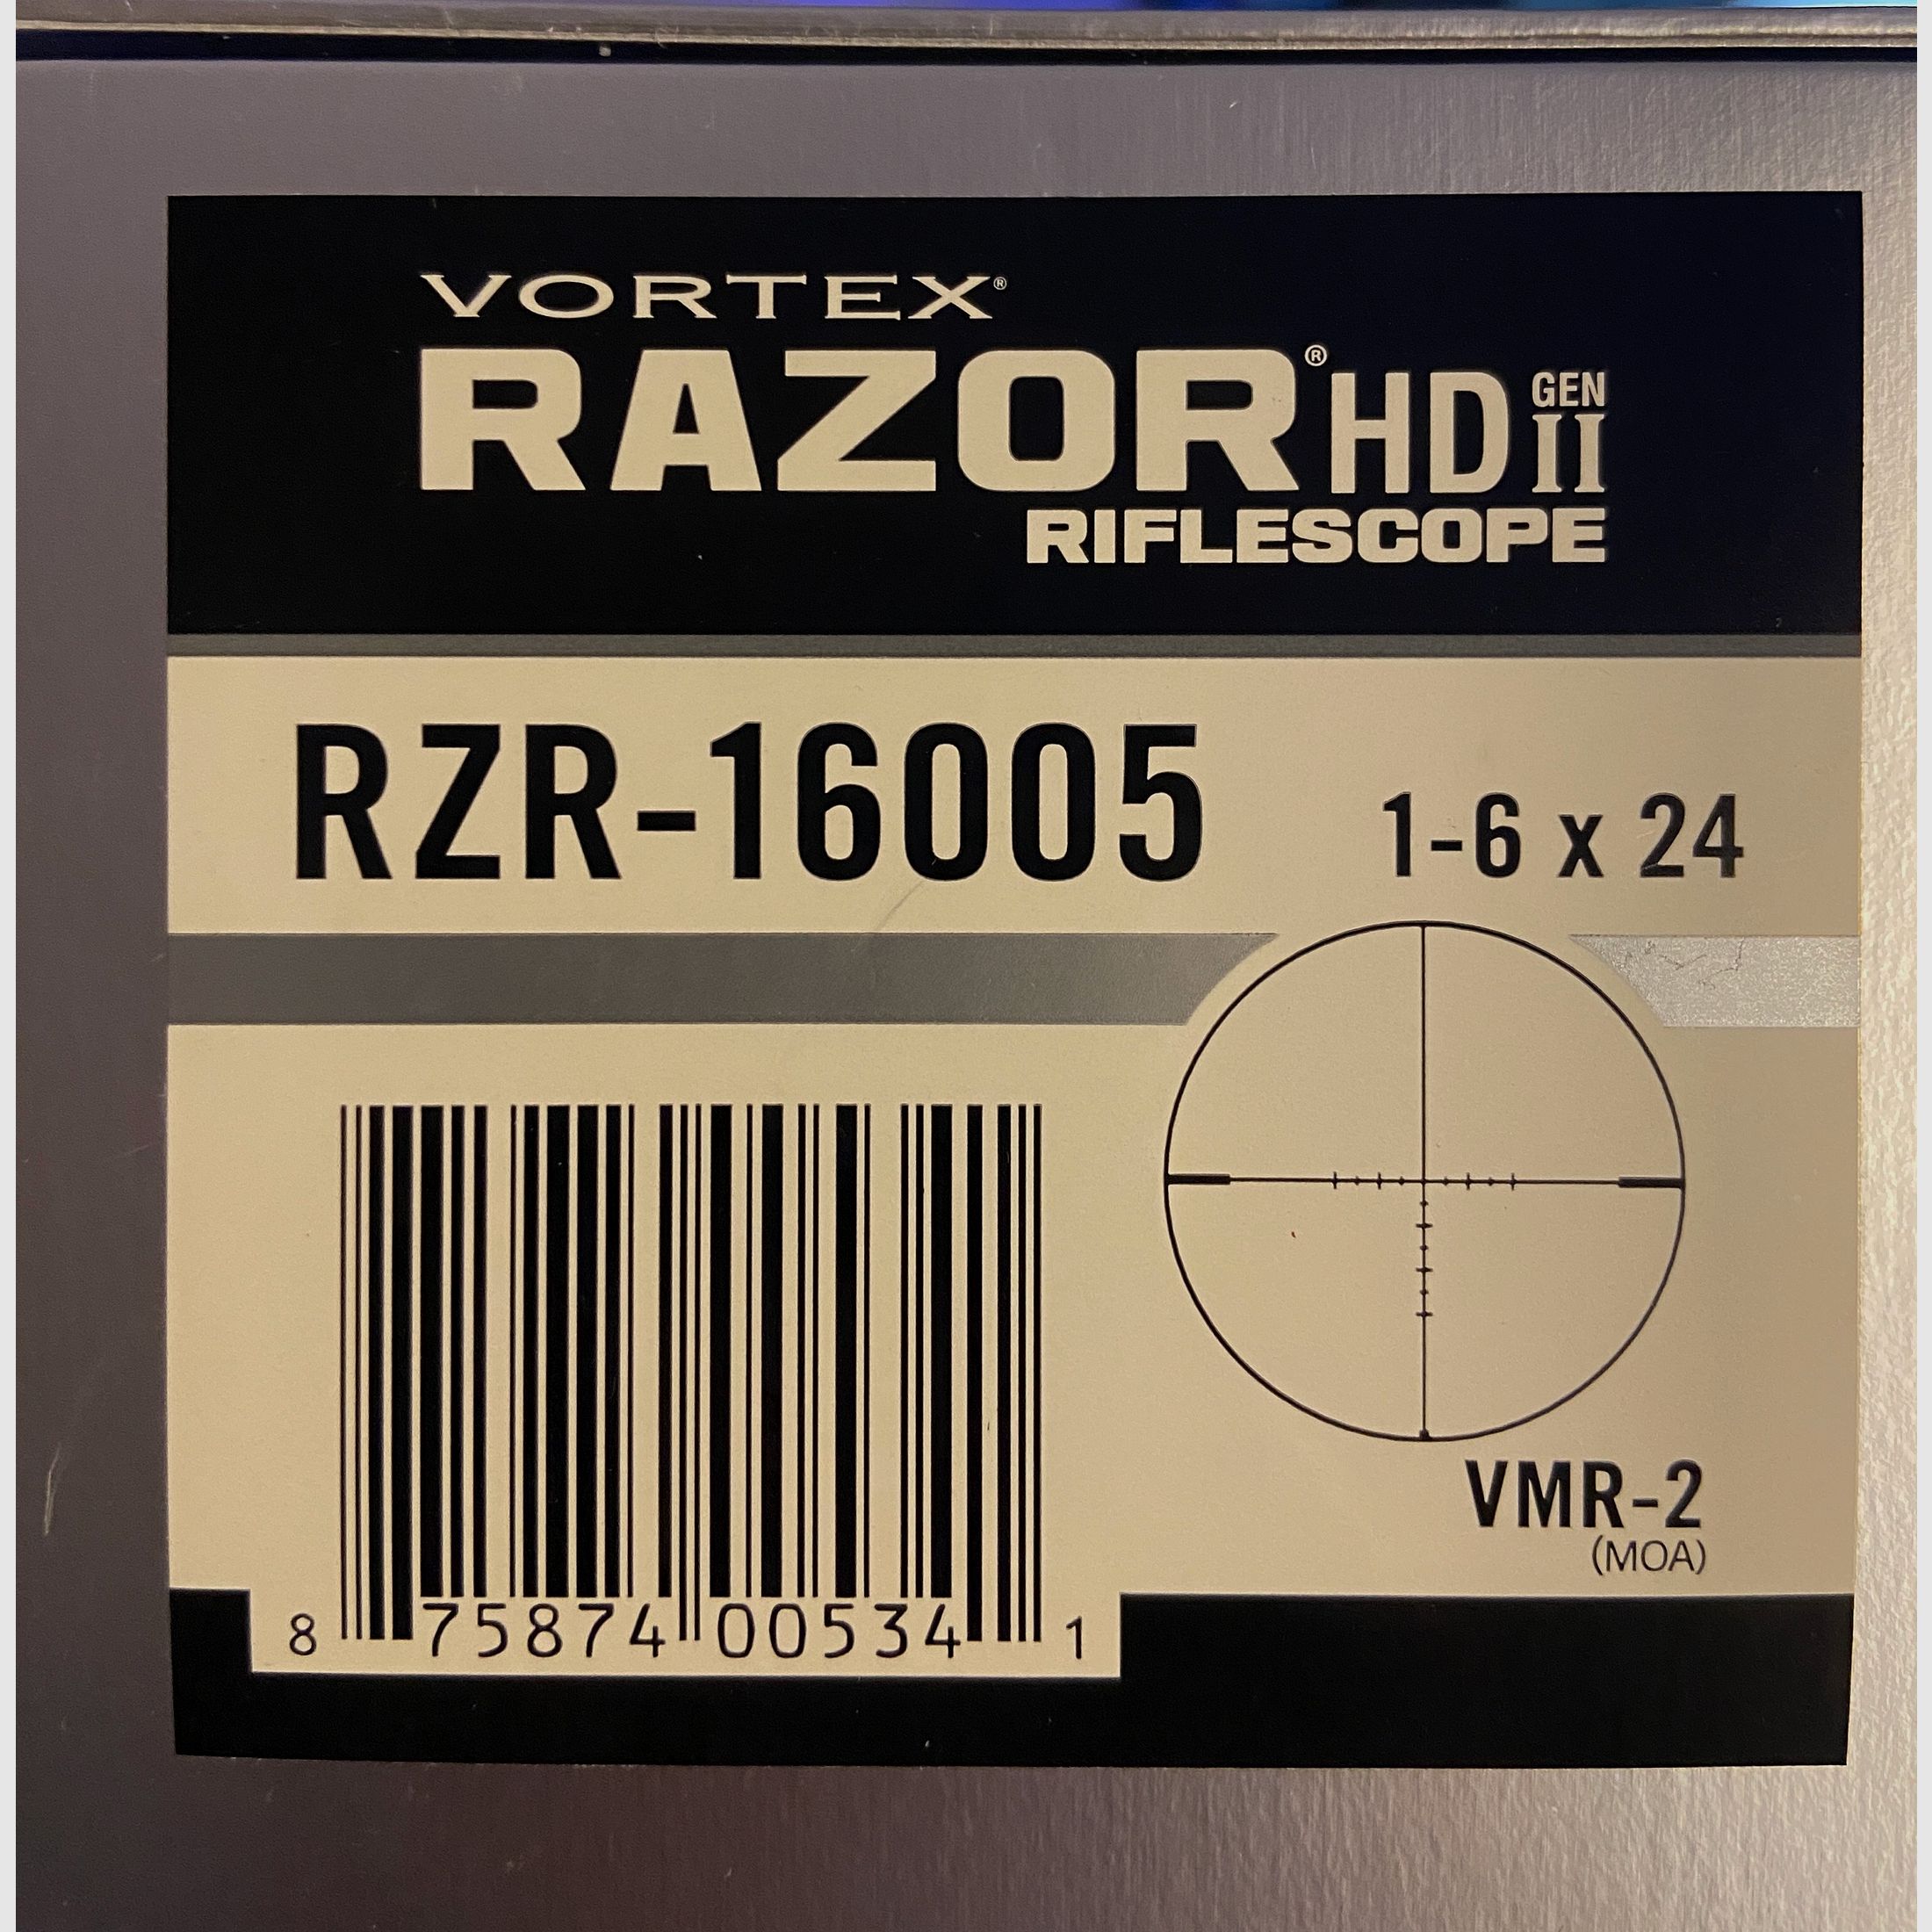 VORTEX®
RAZOR® HD GEN II
RIFLESCOPE
RZR-16005 1-6 x 24
VMR-2
(MOA)
8 75874 00534 1